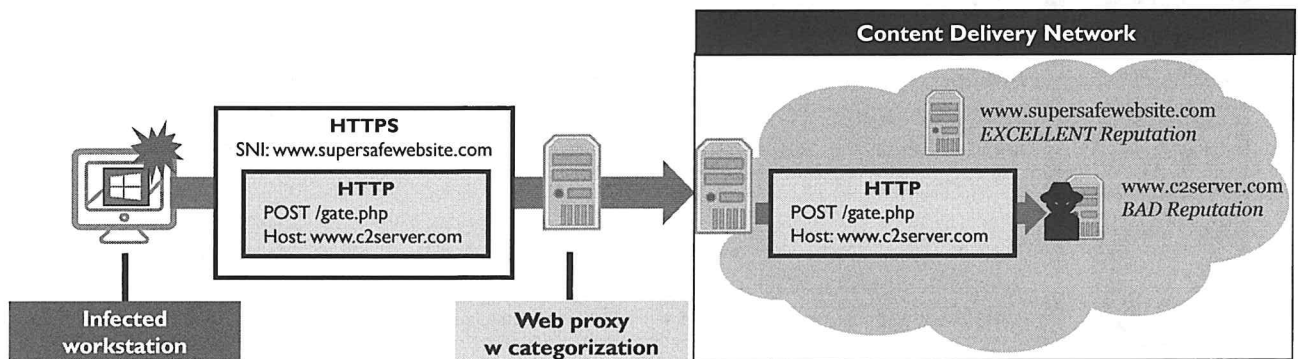 Content Delivery Network
HTTPS
SNI: www.supersafewebsite.com
HTTP
POST /gate.php
Host: www.c2server.com
www.supersafewebsite.com
EXCELLENT Reputation
HTTP
POST /gate.php
Host: www.c2server.com
www.c2server.com
BAD Reputation
Infected
workstation
Web proxy
w categorization